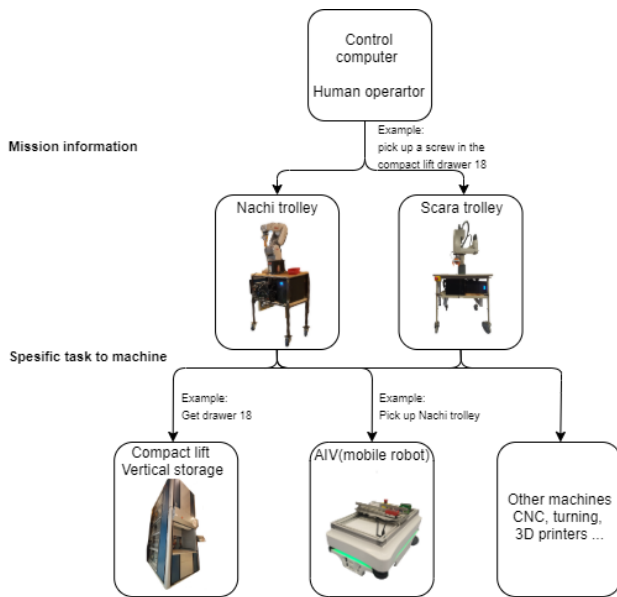 Control
computer
Human operartor
Mission information
Example:
pick up a screw in the
compact lift drawer 18
Nachi trolley
Scara trolley
Spesific task to machine
Example:
Get drawer 18
Example:
Pick up Nachi trolley
Compact lift
Vertical storage
AIV(mobile robot)
Other machines
CNC, turning,
3D printers ...